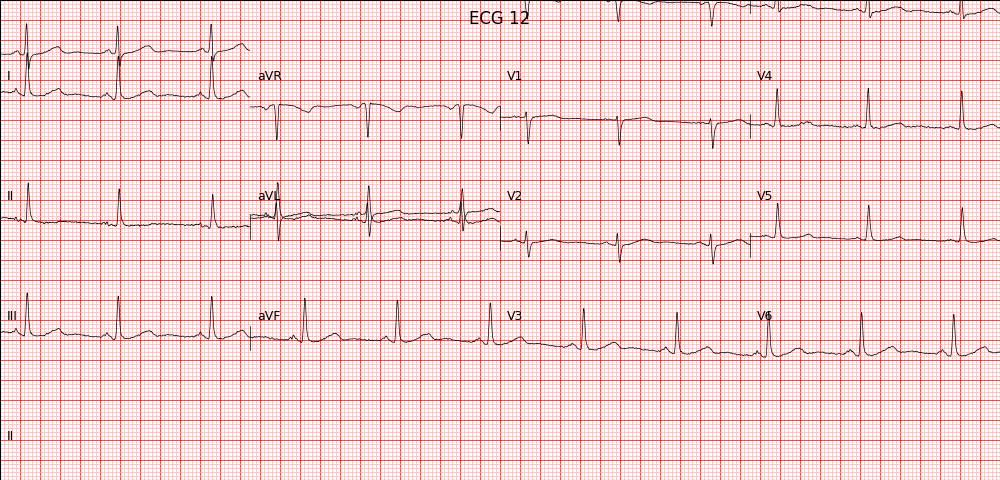 ECG 12
I aVR V1 V4
II aVL V2 V5
III aVF V3 V6
II